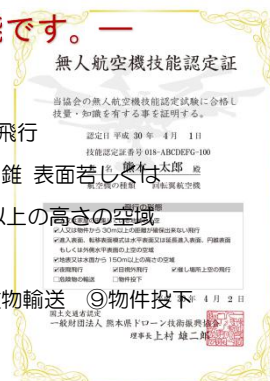 能です。—
無人航空機技能認定証
当協会の無人航空機技能認定試験に合格し
技量・知識を有する事を証明する。
飛行
認定日 平成 30 年 4月 1日
技能認定証番号 018-ABCDEFG-100
錐 表面若しくは
名 熊水 太郎 殿
航空機の種類 回転翼航空機
以上の高さの空域
飛行の形態
☑人又は物件から30m以上の距離が確保出来ない飛行
☑進入表面、転移表面若しくは水平表面又は延長進入表面、円錐表面
もしくは外側水平表面の上空の空域
☑地表又は水面から150m以上の高さの空域
☑夜間飛行 ☑目視外飛行 ☑催し場所上空の飛行
☐危険物の輸送 ☐物件投下
物輸送 ⑨物件投下
年 4 月 2 日
国土交通省認定
一般財団法人 熊本県ドローン技術振興協会
理事長 上村 雄二郎